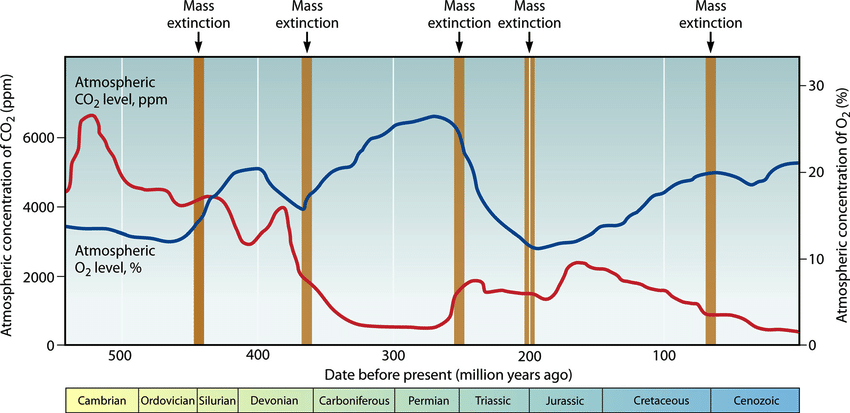 Mass
extinction
Mass
extinction
Mass
extinction
Mass
extinction
Mass
extinction
Atmospheric
CO2 level, ppm
Atmospheric
O2 level, %
Atmospheric concentration of CO2 (ppm)
6000
4000
2000
0
Atmospheric concentration 0f O2 (%)
30
20
10
0
500
400
300
200
100
Date before present (million years ago)
Cambrian
Ordovician
Silurian
Devonian
Carboniferous
Permian
Triassic
Jurassic
Cretaceous
Cenozoic